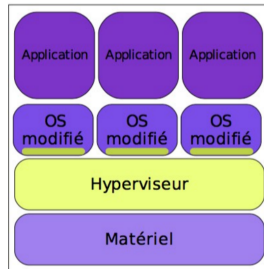 Application Application Application
OS OS OS
modifié modifié modifié
Hyperviseur
Matériel